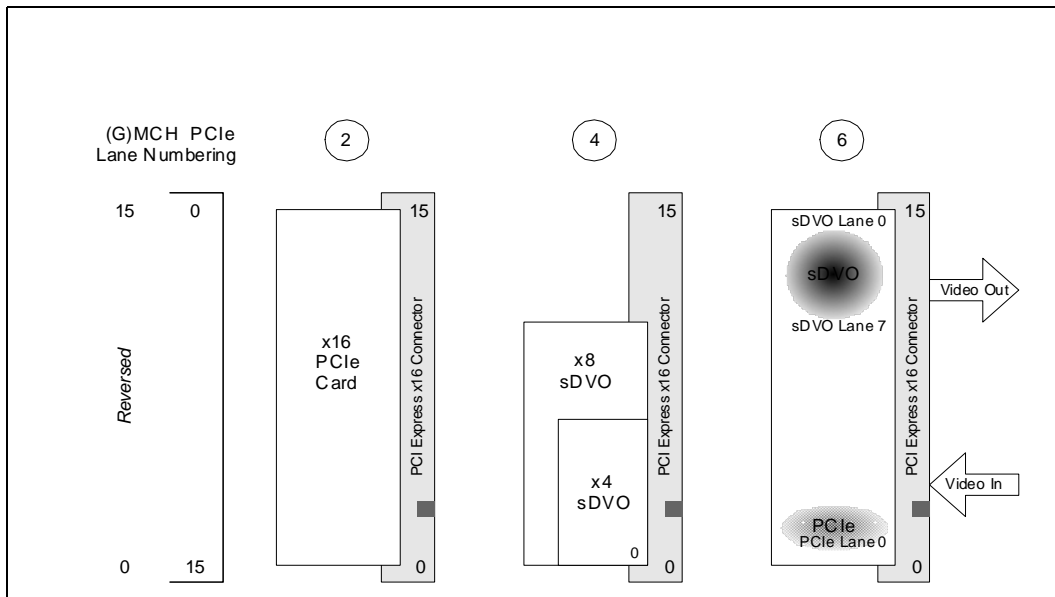 (G)MCH PCIe
Lane Numbering
2
4
6
15 0
Reversed
0 15
15
x16
PCIe
Card
PCI Express x16 Connector
0
15
x8
sDVO
x4
sDVO
0
PCI Express x16 Connector
0
15
sDVO Lane 0
sDVO
sDVO Lane 7
PCI Express x16 Connector
Video Out
Video In
PCIe
PCIe Lane 0
0